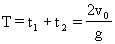 T = t₁ + t₂ = 2v₀/g